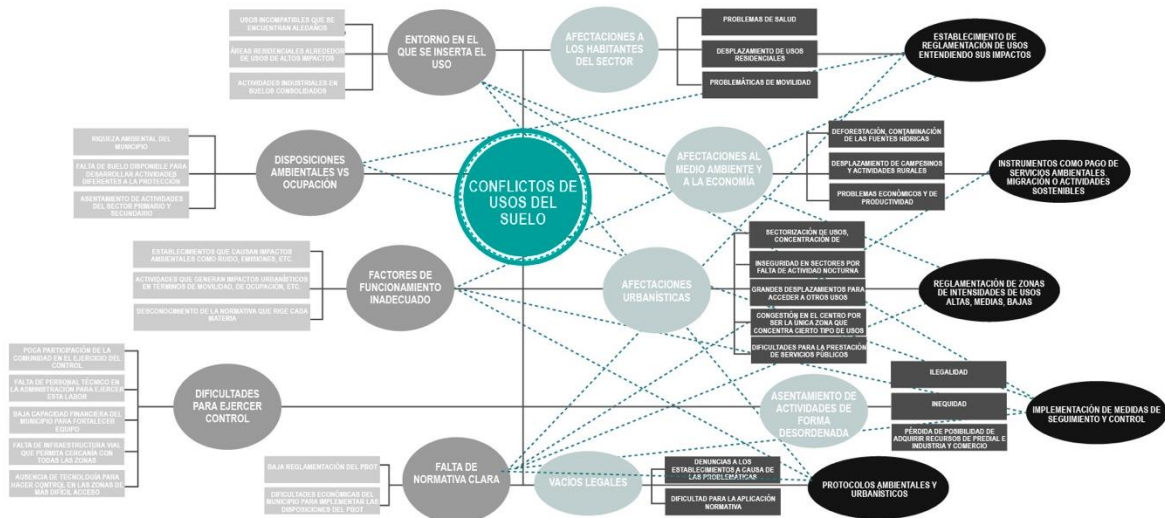 USOS INCOMPATIBLES QUE SE
ENCUENTRAN ALEDAÑOS
ÁREAS RESIDENCIALES ALREDEDOR
DE USOS DE ALTOS IMPACTOS
ACTIVIDADES INDUSTRIALES EN
SUELOS CONSOLIDADOS
ENTORNO EN EL
QUE SE INSERTA EL
USO
AFECTACIONES A
LOS HABITANTES
DEL SECTOR
PROBLEMAS DE SALUD
DESPLAZAMIENTO DE USOS
RESIDENCIALES
PROBLEMÁTICAS DE MOVILIDAD
ESTABLECIMIENTO DE
REGLAMENTACIÓN DE USOS
ENTENDIENDO SUS IMPACTOS
RIQUEZA AMBIENTAL DEL
MUNICIPIO
FALTA DE SUELO DISPONIBLE PARA
DESARROLLAR ACTIVIDADES
DIFERENTES A LA PROTECCIÓN
ASENTAMIENTO DE ACTIVIDADES
DEL SECTOR PRIMARIO Y
SECUNDARIO
DISPOSICIONES
AMBIENTALES VS
OCUPACIÓN
CONFLICTOS DE
USOS DEL
SUELO
AFECTACIONES AL
MEDIO AMBIENTE Y
A LA ECONOMÍA
DEFORESTACIÓN, CONTAMINACIÓN
DE LAS FUENTES HÍDRICAS
DESPLAZAMIENTO DE CAMPESINOS
Y ACTIVIDADES RURALES
PROBLEMAS ECONÓMICOS Y DE
PRODUCTIVIDAD
INSTRUMENTOS COMO PAGO DE
SERVICIOS AMBIENTALES.
MIGRACIÓN O ACTIVIDADES
SOSTENIBLES
ESTABLECIMIENTOS QUE CAUSAN IMPACTOS
AMBIENTALES COMO RUIDO, EMISIONES, ETC.
ACTIVIDADES QUE GENERAN IMPACTOS URBANÍSTICOS
EN TÉRMINOS DE MOVILIDAD, DE OCUPACIÓN, ETC.
DESCONOCIMIENTO DE LA NORMATIVA QUE RIGE CADA
MATERIA
FACTORES DE
FUNCIONAMIENTO
INADECUADO
AFECTACIONES
URBANÍSTICAS
SECTORIZACIÓN DE USOS,
CONCENTRACIÓN DE
INSEGURIDAD EN SECTORES POR
FALTA DE ACTIVIDAD NOCTURNA
GRANDES DESPLAZAMIENTOS PARA
ACCEDER A OTROS USOS
CONGESTIÓN EN EL CENTRO POR
SER LA ÚNICA ZONA QUE
CONCENTRA CIERTO TIPO DE USOS
DIFICULTADES PARA LA PRESTACIÓN
DE SERVICIOS PÚBLICOS
REGLAMENTACIÓN DE ZONAS
DE INTENSIDADES DE USOS
ALTAS, MEDIAS, BAJAS
POCA PARTICIPACIÓN DE LA
COMUNIDAD EN EL EJERCICIO DEL
CONTROL
FALTA DE PERSONAL TÉCNICO EN
LA ADMINISTRACIÓN PARA EJERCER
ESTA LABOR
BAJA CAPACIDAD FINANCIERA DEL
MUNICIPIO PARA FORTALECER
EQUIPO
FALTA DE INFRAESTRUCTURA VIAL
QUE PERMITA CERCANÍA CON
TODAS LAS ZONAS
AUSENCIA DE TECNOLOGÍA PARA
HACER CONTROL EN LAS ZONAS DE
MÁS DIFÍCIL ACCESO
DIFICULTADES
PARA EJERCER
CONTROL
ASENTAMIENTO DE
ACTIVIDADES DE
FORMA
DESORDENADA
ILEGALIDAD
INEQUIDAD
PÉRDIDA DE POSIBILIDAD DE
ADQUIRIR RECURSOS DE PREDIAL E
INDUSTRIA Y COMERCIO
IMPLEMENTACIÓN DE MEDIDAS DE
SEGUIMIENTO Y CONTROL
BAJA REGLAMENTACIÓN DEL PBOT
DIFICULTADES ECONÓMICAS DEL
MUNICIPIO PARA IMPLEMENTAR LAS
DISPOSICIONES DEL PBOT
FALTA DE
NORMATIVA CLARA
VACÍOS LEGALES
DENUNCIAS A LOS
ESTABLECIMIENTOS A CAUSA DE
LAS PROBLEMÁTICAS
DIFICULTAD PARA LA APLICACIÓN
NORMATIVA
PROTOCOLOS AMBIENTALES Y
URBANÍSTICOS